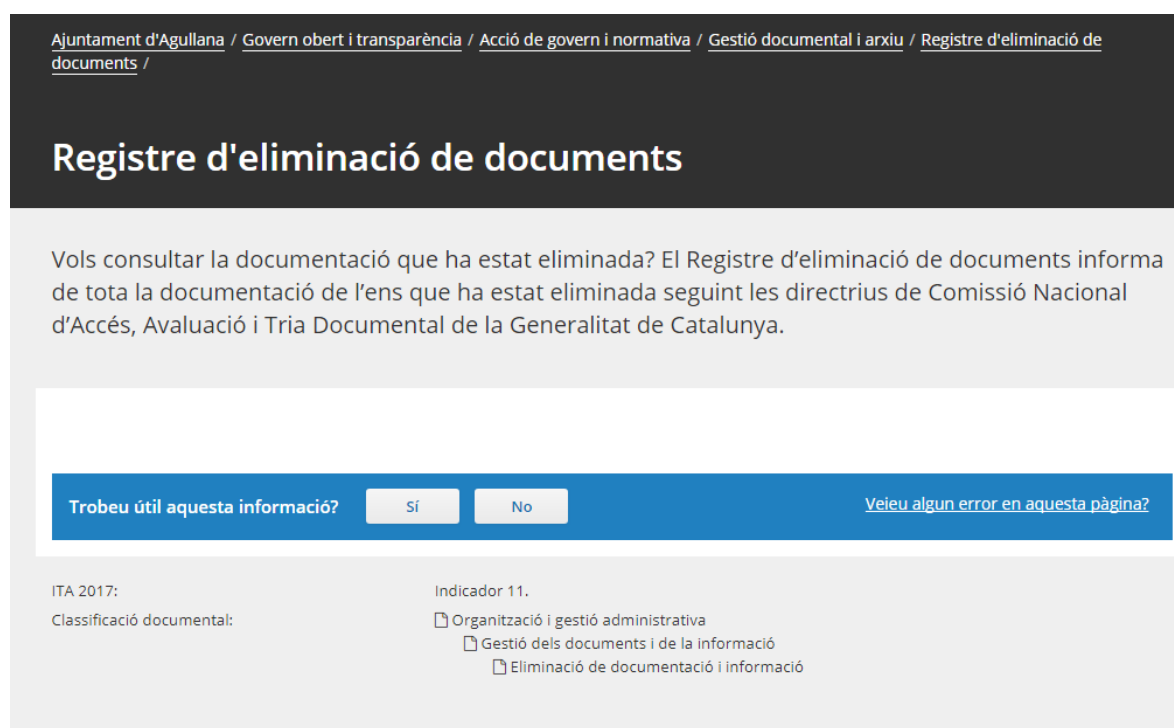 Ajuntament d'Agullana / Govern obert i transparència / Acció de govern i normativa / Gestió documental i arxiu / Registre d'eliminació de
documents /
Registre d'eliminació de documents
Vols consultar la documentació que ha estat eliminada? El Registre d’eliminació de documents informa
de tota la documentació de l’ens que ha estat eliminada seguint les directrius de Comissió Nacional
d’Accés, Avaluació i Tria Documental de la Generalitat de Catalunya.
Trobeu útil aquesta informació? Sí No Veieu algun error en aquesta pàgina?
ITA 2017: Indicador 11.
Classificació documental: Organització i gestió administrativa
Gestió dels documents i de la informació
Eliminació de documentació i informació